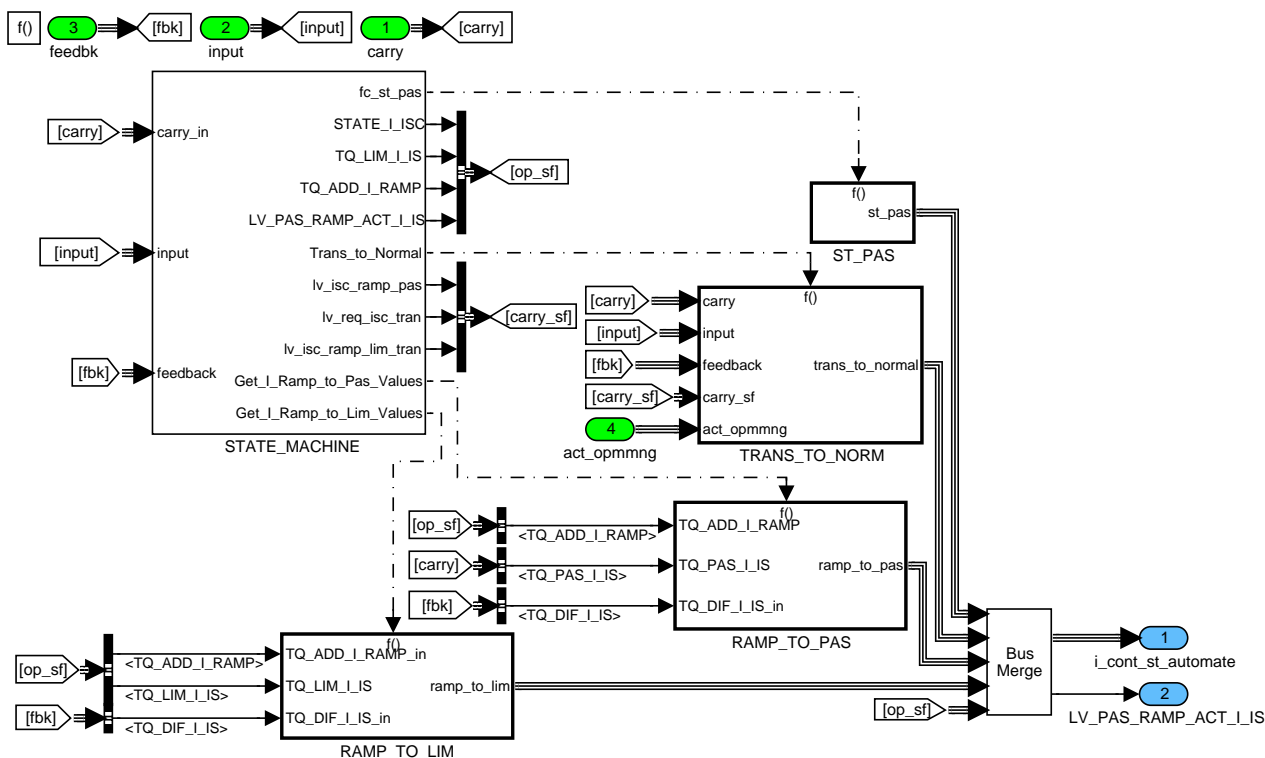 f()
3
[fbk]
2
[input]
1
[carry]
feedbk
input
carry
fc_st_pas
[carry]
carry_in
STATE_I_ISC
TQ_LIM_I_IS
[op_sf]
TQ_ADD_I_RAMP
LV_PAS_RAMP_ACT_I_IS
[input]
input
Trans_to_Normal
lv_isc_ramp_pas
lv_req_isc_tran
[carry_sf]
lv_isc_ramp_lim_tran
[fbk]
feedback
Get_I_Ramp_to_Pas_Values
Get_I_Ramp_to_Lim_Values
STATE_MACHINE
f()
st_pas
ST_PAS
f()
[carry]
carry
[input]
input
[fbk]
feedback
trans_to_normal
[carry_sf]
carry_sf
4
act_opmmng
act_opmmng
TRANS_TO_NORM
f()
[op_sf]
<TQ_ADD_I_RAMP>
TQ_ADD_I_RAMP
[carry]
<TQ_PAS_I_IS>
TQ_PAS_I_IS
ramp_to_pas
[fbk]
<TQ_DIF_I_IS>
TQ_DIF_I_IS_in
RAMP_TO_PAS
f()
[op_sf]
<TQ_ADD_I_RAMP>
TQ_ADD_I_RAMP_in
<TQ_LIM_I_IS>
TQ_LIM_I_IS
ramp_to_lim
[fbk]
<TQ_DIF_I_IS>
TQ_DIF_I_IS_in
RAMP_TO_LIM
[op_sf]
Bus
Merge
1
i_cont_st_automate
2
LV_PAS_RAMP_ACT_I_IS